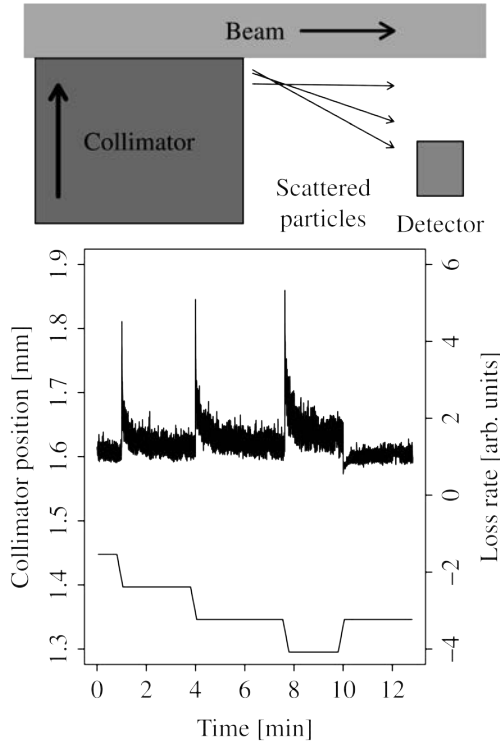 Beam
Collimator
Scattered
particles
Detector
Collimator position [mm]
1.9
1.8
1.7
1.6
1.5
1.4
1.3
6
4
2
0
−2
−4
Loss rate [arb. units]
0 2 4 6 8 10 12
Time [min]